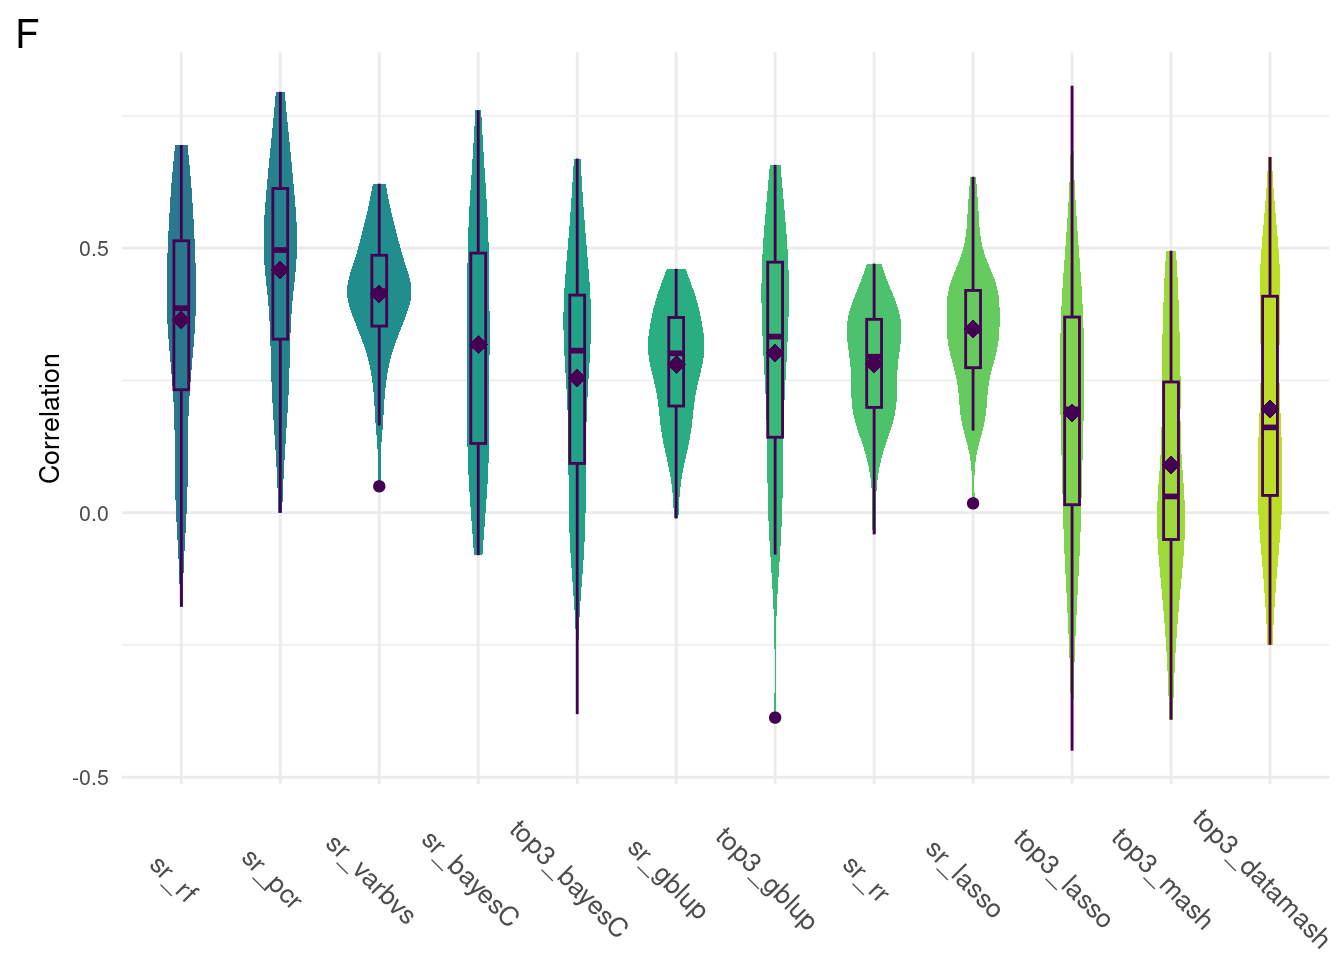 F
Correlation
0.5
0.0
-0.5
sr_rf
sr_pcr
sr_varbvs
sr_bayesC
top3_bayesC
sr_gblup
top3_gblup
sr_rr
sr_lasso
top3_lasso
top3_mash
top3_datamash